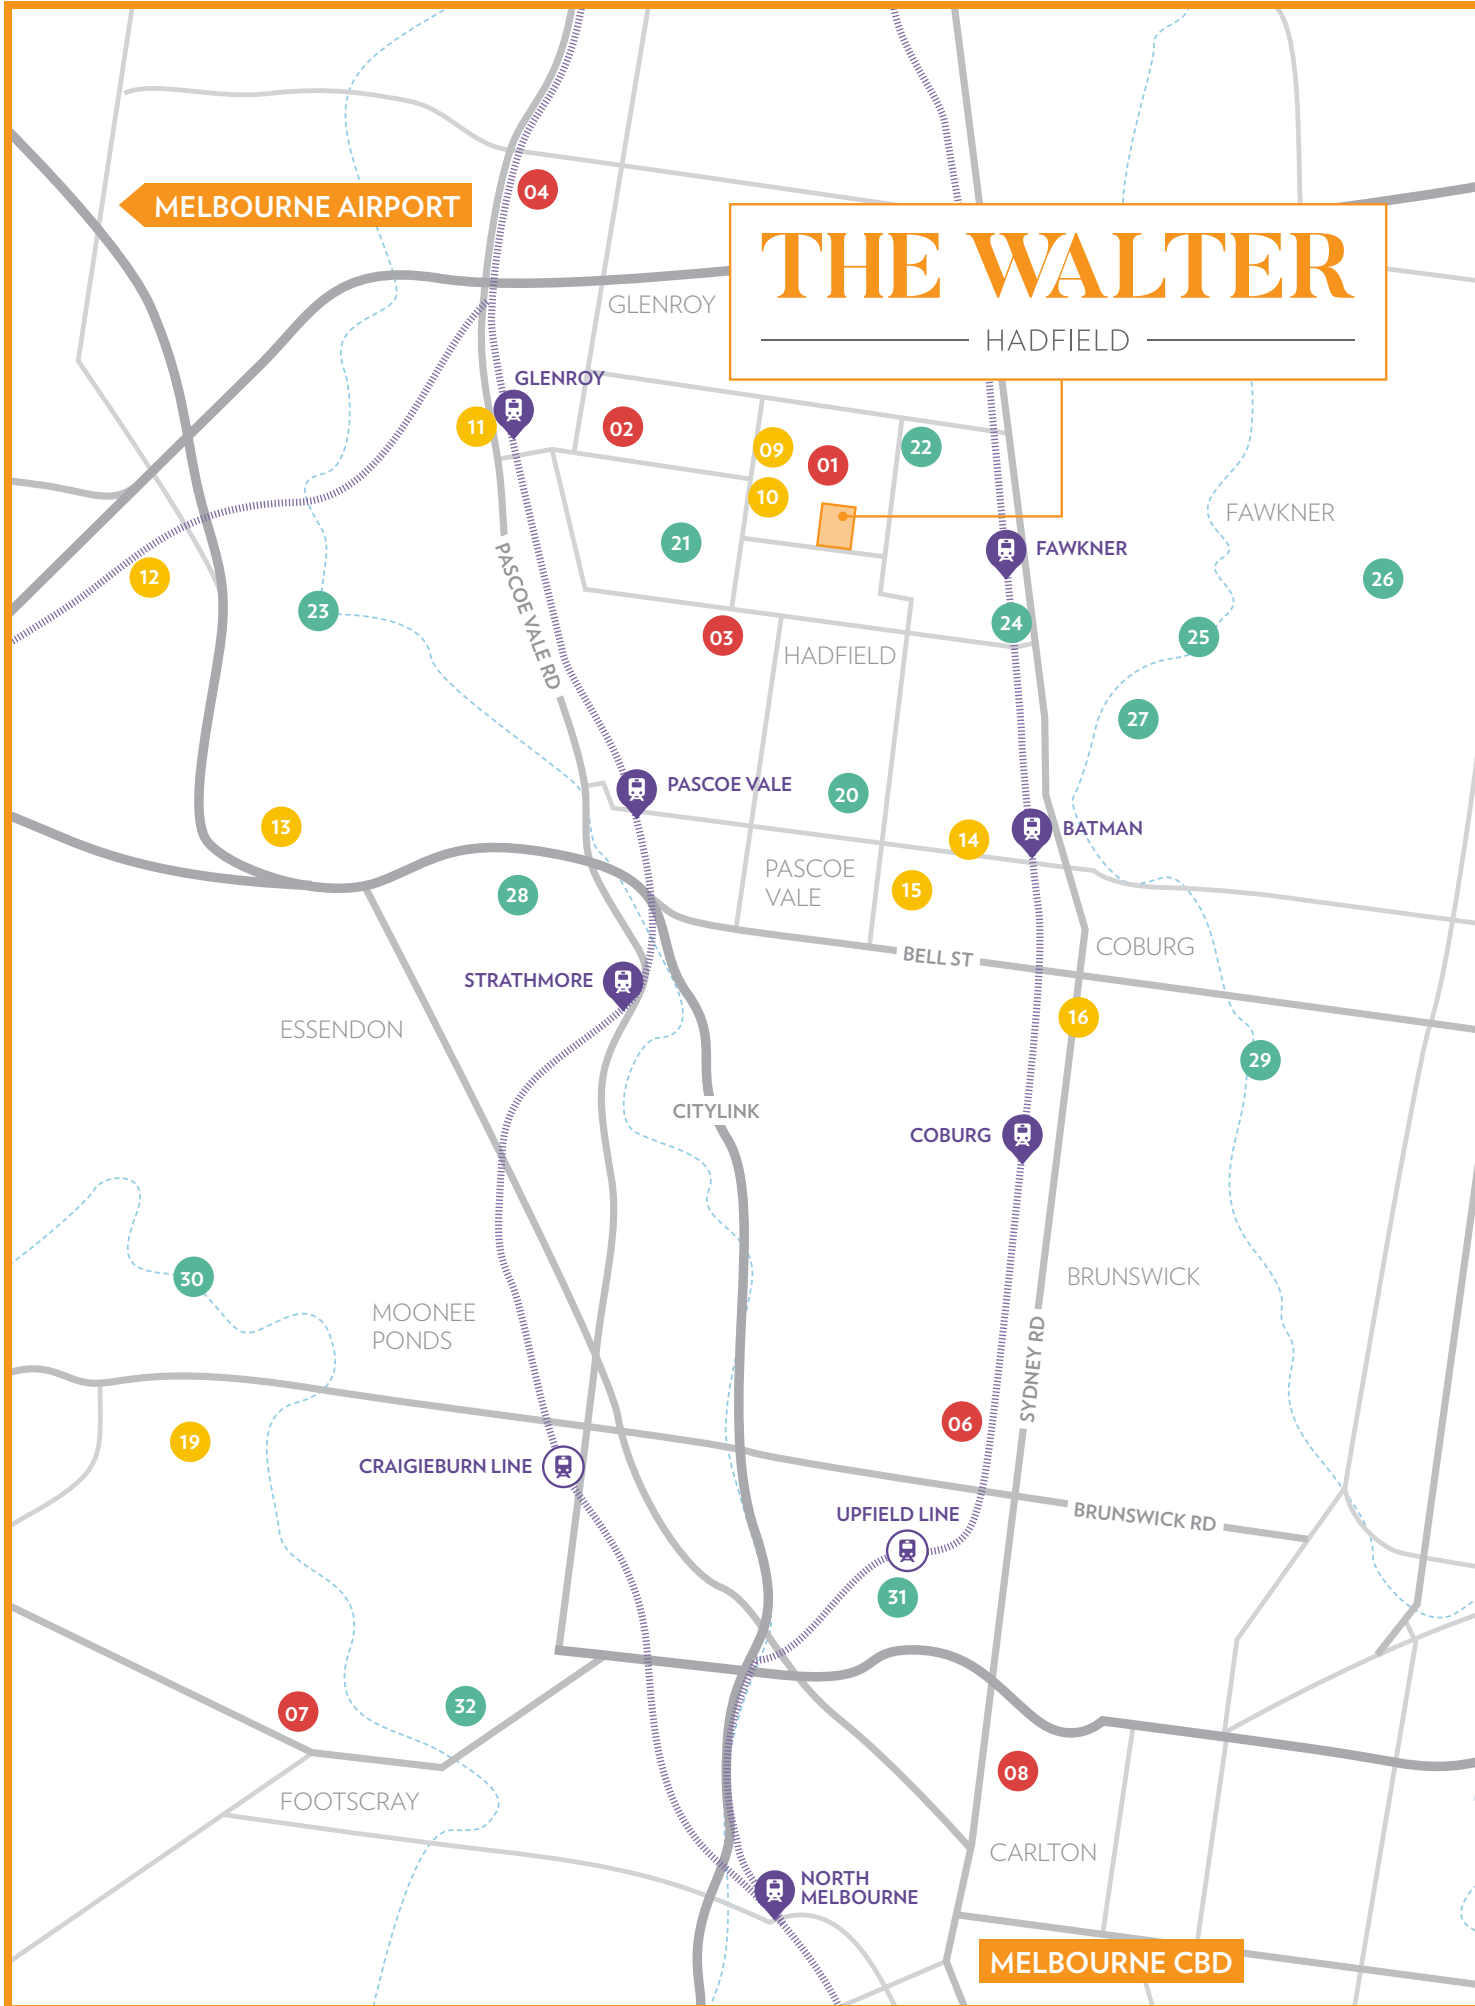 04
MELBOURNE AIRPORT
THE WALTER
HADFIELD
GLENROY
GLENROY
11
02
09
01
22
10
FAWKNER
21
FAWKNER
12
26
23
PASCOE VALE RD
24
03
25
HADFIELD
27
PASCOE VALE
20
13
BATMAN
14
PASCOE
VALE
15
28
BELL ST
COBURG
STRATHMORE
16
ESSENDON
29
CITYLINK
COBURG
30
BRUNSWICK
MOONEE
PONDS
SYDNEY RD
06
19
CRAIGIEBURN LINE
UPFIELD LINE
BRUNSWICK RD
31
07
32
08
FOOTSCRAY
CARLTON
NORTH
MELBOURNE
MELBOURNE CBD